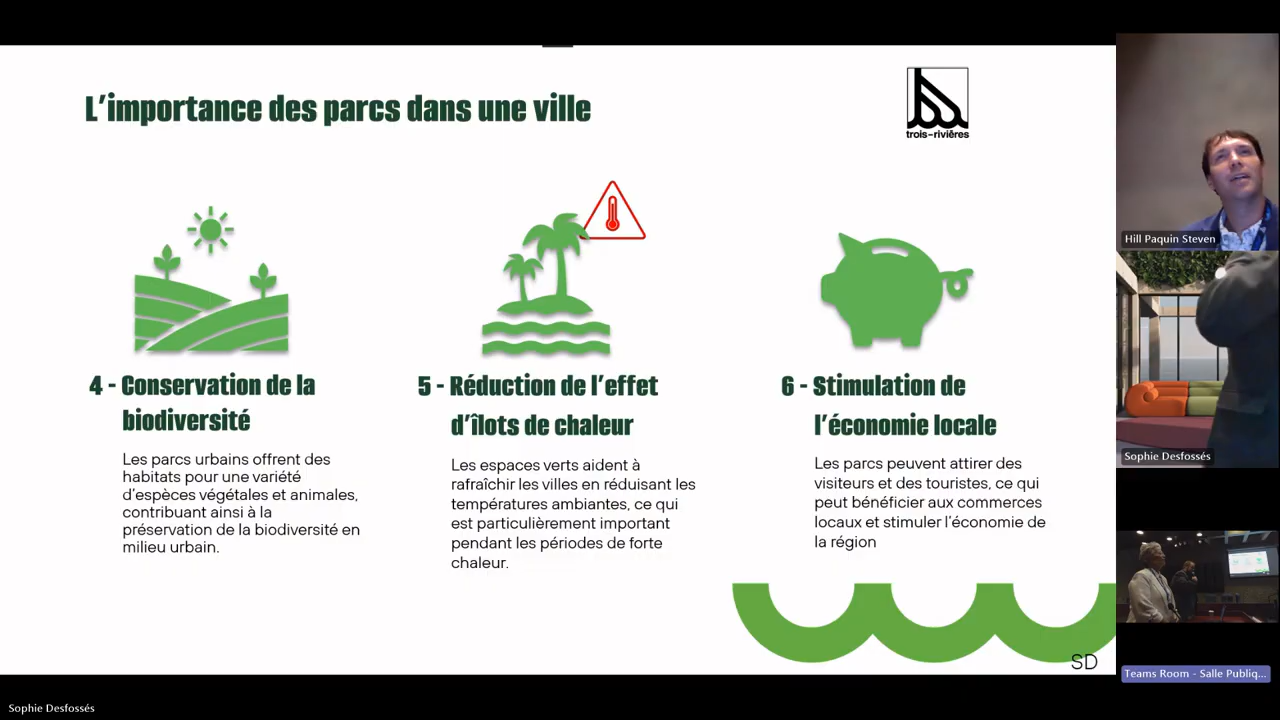 L'importance des parcs dans une ville
trois-rivières
4 - Conservation de la
biodiversité
Les parcs urbains offrent des
habitats pour une variété
d'espèces végétales et animales,
contribuant ainsi à la
préservation de la biodiversité en
milieu urbain.
5 - Réduction de l'effet
d'îlots de chaleur
Les espaces verts aident à
rafraîchir les villes en réduisant les
températures ambiantes, ce qui
est particulièrement important
pendant les périodes de forte
chaleur.
6 - Stimulation de
l'économie locale
Les parcs peuvent attirer des
visiteurs et des touristes, ce qui
peut bénéficier aux commerces
locaux et stimuler l'économie de
la région
SD
Hill Paquin Steven
Sophie Desfossés
Teams Room - Salle Publiq...
Sophie Desfossés